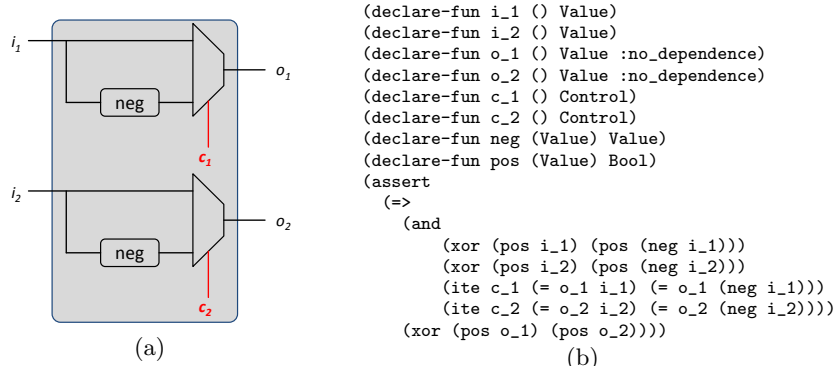 i1
neg
o1
c1
i2
neg
o2
c2
(a)
(declare-fun i_1 () Value)
(declare-fun i_2 () Value)
(declare-fun o_1 () Value :no_dependence)
(declare-fun o_2 () Value :no_dependence)
(declare-fun c_1 () Control)
(declare-fun c_2 () Control)
(declare-fun neg (Value) Value)
(declare-fun pos (Value) Bool)
(assert
  (=>
    (and
        (xor (pos i_1) (pos (neg i_1)))
        (xor (pos i_2) (pos (neg i_2)))
        (ite c_1 (= o_1 i_1) (= o_1 (neg i_1)))
        (ite c_2 (= o_2 i_2) (= o_2 (neg i_2))))
    (xor (pos o_1) (pos o_2))))
(b)